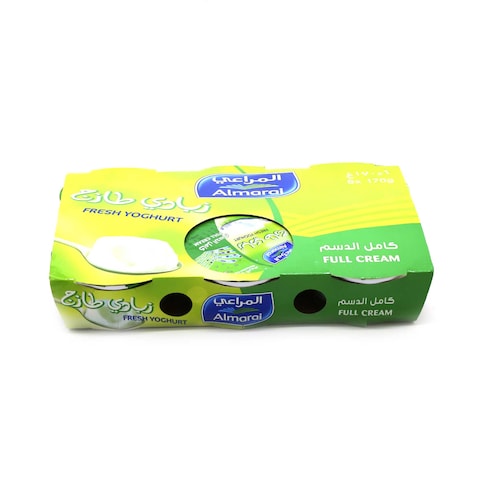 المراعي
Almarai
زبادي طازج
FRESH YOGHURT
كامل الدسم
FULL CREAM
المراعي
Almarai
زبادي طازج
FRESH YOGHURT
كامل الدسم
FULL CREAM